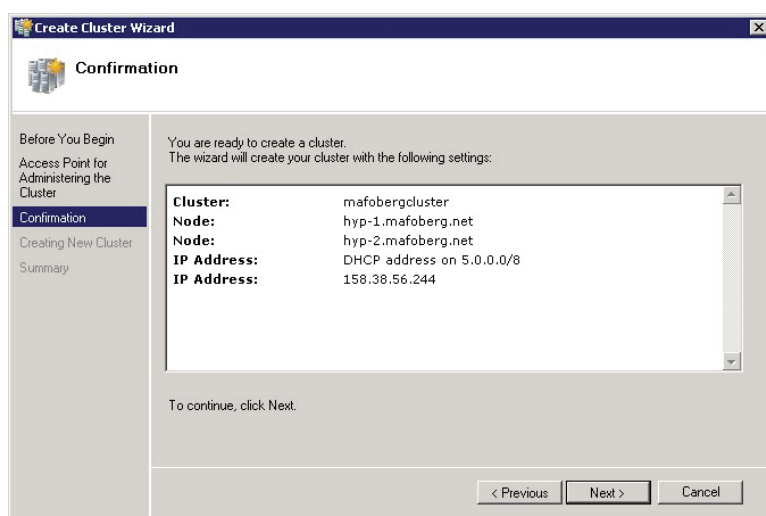 Create Cluster Wizard
Confirmation
Before You Begin
Access Point for
Administering the
Cluster
Confirmation
Creating New Cluster
Summary
You are ready to create a cluster.
The wizard will create your cluster with the following settings:
Cluster: mafobergcluster
Node: hyp-1.mafoberg.net
Node: hyp-2.mafoberg.net
IP Address: DHCP address on 5.0.0.0/8
IP Address: 158.38.56.244
To continue, click Next.
< Previous
Next >
Cancel